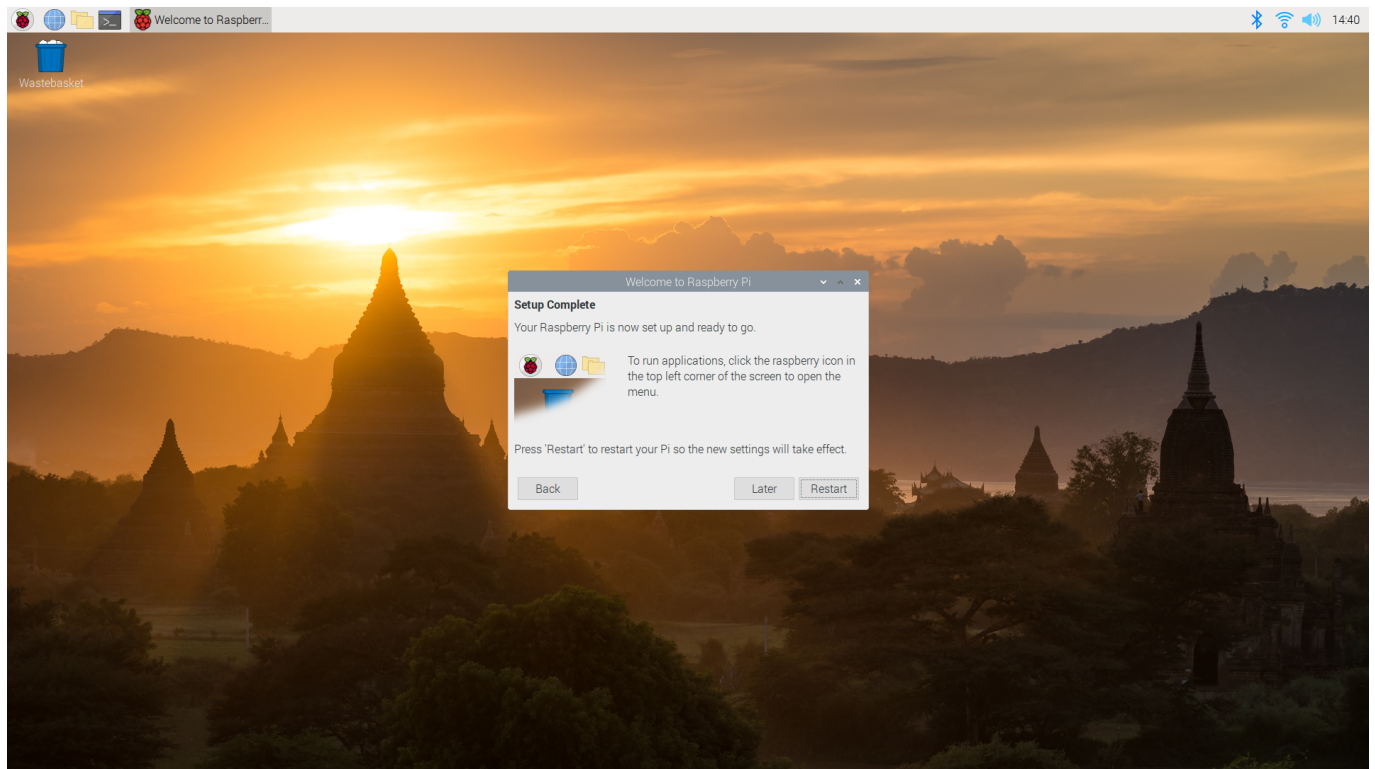 Welcome to Raspberr...
14:40
Wastebasket
Welcome to Raspberry Pi
Setup Complete
Your Raspberry Pi is now set up and ready to go.
To run applications, click the raspberry icon in
the top left corner of the screen to open the
menu.
Press 'Restart' to restart your Pi so the new settings will take effect.
Back
Later
Restart